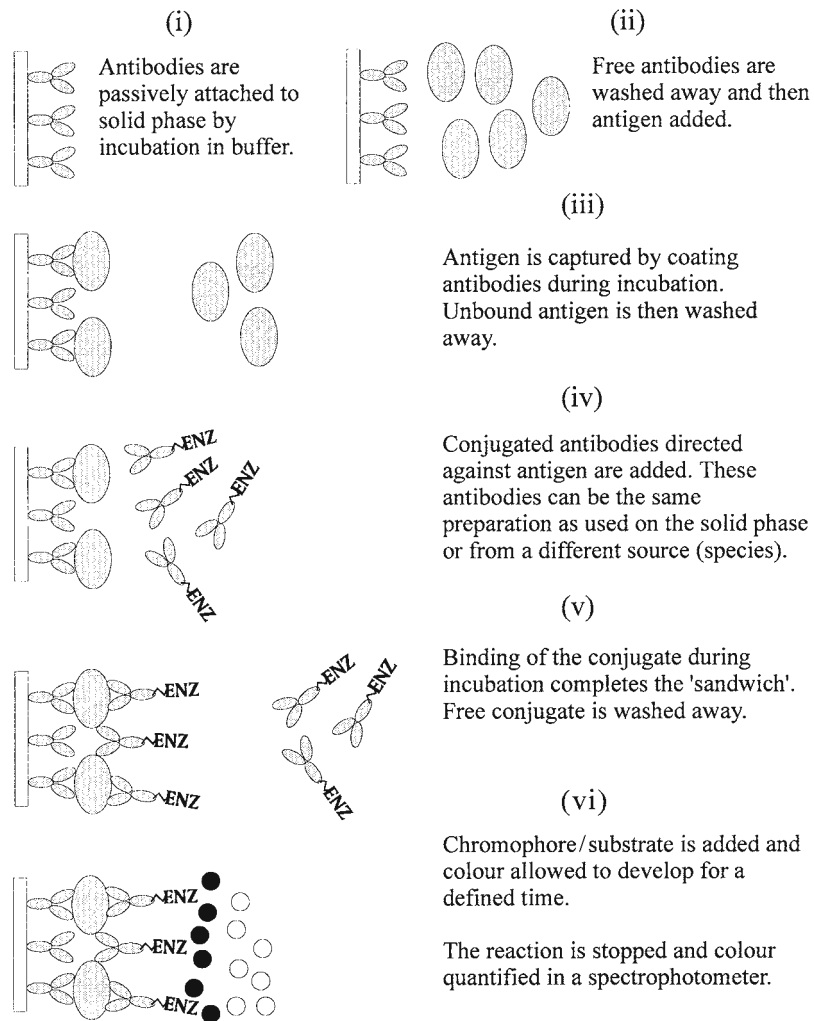 (i)
Antibodies are
passively attached to
solid phase by
incubation in buffer.
(ii)
Free antibodies are
washed away and then
antigen added.
(iii)
Antigen is captured by coating
antibodies during incubation.
Unbound antigen is then washed
away.
(iv)
ENZ
ENZ
ENZ
ENZ
Conjugated antibodies directed
against antigen are added. These
antibodies can be the same
preparation as used on the solid phase
or from a different source (species).
(v)
ENZ
ENZ
ENZ
ENZ
ENZ
ENZ
Binding of the conjugate during
incubation completes the 'sandwich'.
Free conjugate is washed away.
(vi)
ENZ
ENZ
ENZ
Chromophore/substrate is added and
colour allowed to develop for a
defined time.
The reaction is stopped and colour
quantified in a spectrophotometer.